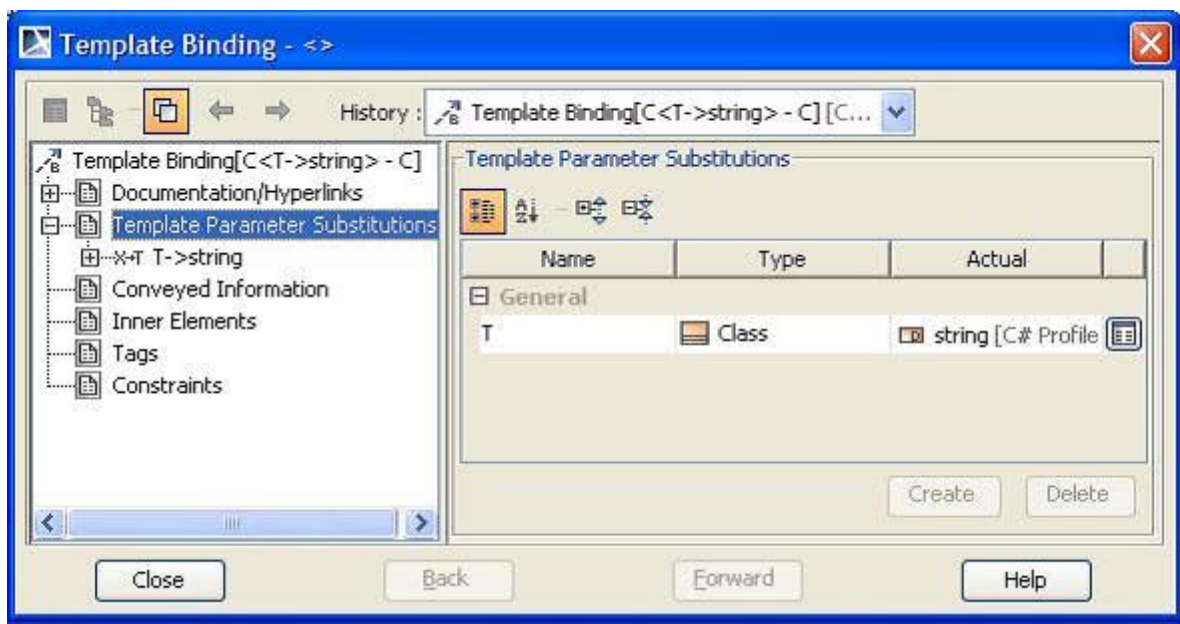 Template Binding - <>
History : Template Binding[C<T->string> - C] [C...
Template Binding[C<T->string> - C]
Documentation/Hyperlinks
Template Parameter Substitutions
T->string
Conveyed Information
Inner Elements
Tags
Constraints
Template Parameter Substitutions
Name Type Actual
General
T Class string [C# Profile
Create Delete
Close Back Forward Help